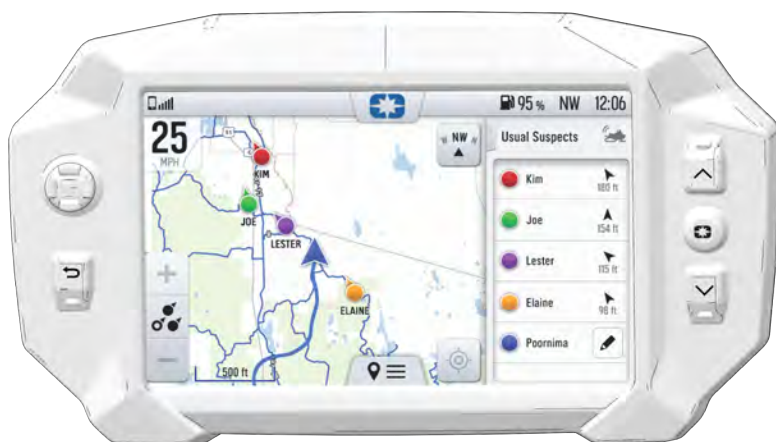 95 % NW 12:06
25
MPH
NW
Usual Suspects
KIM
Kim
180 ft
JOE
Joe
154 ft
LESTER
Lester
115 ft
ELAINE
Elaine
98 ft
Poornima
500 ft